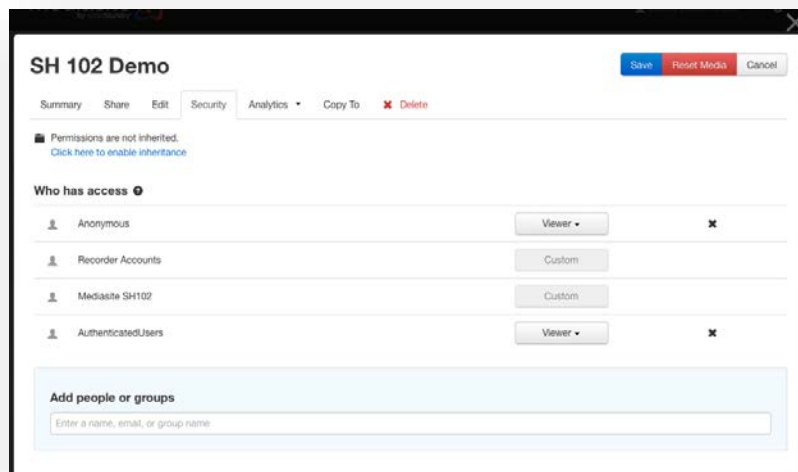 SH 102 Demo
Save Reset Media Cancel
Summary Share Edit Security Analytics Copy To Delete
Permissions are not inherited.
Click here to enable inheritance
Who has access
Anonymous Viewer
Recorder Accounts Custom
Mediasite SH102 Custom
AuthenticatedUsers Viewer
Add people or groups
Enter a name, email, or group name